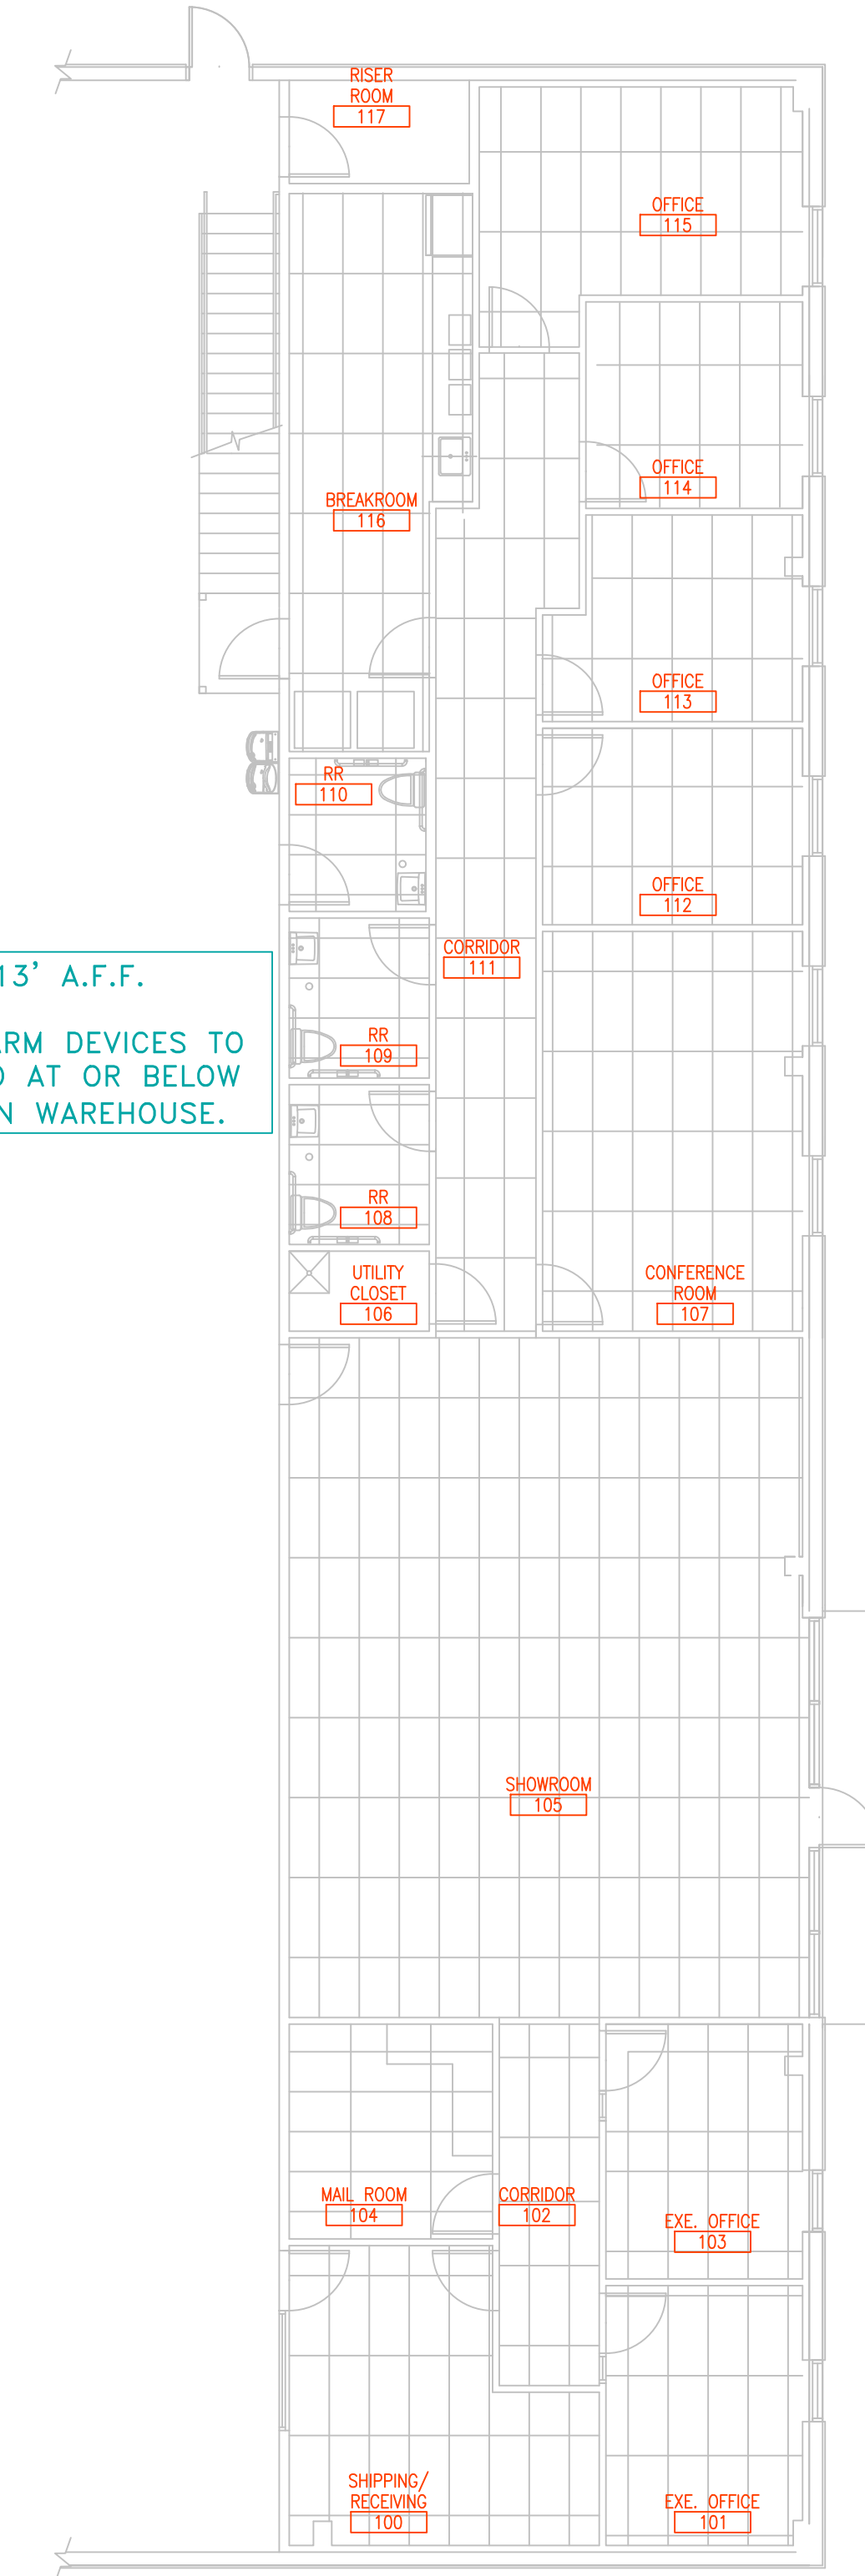 RISER
ROOM
117
OFFICE
115
OFFICE
114
BREAKROOM
116
OFFICE
113
RR
110
OFFICE
112
CORRIDOR
111
13' A.F.F.
ARM DEVICES TO
AT OR BELOW
N WAREHOUSE.
RR
109
RR
108
UTILITY
CLOSET
106
CONFERENCE
ROOM
107
SHOWROOM
105
MAIL ROOM
104
CORRIDOR
102
EXE. OFFICE
103
SHIPPING/
RECEIVING
100
EXE. OFFICE
101